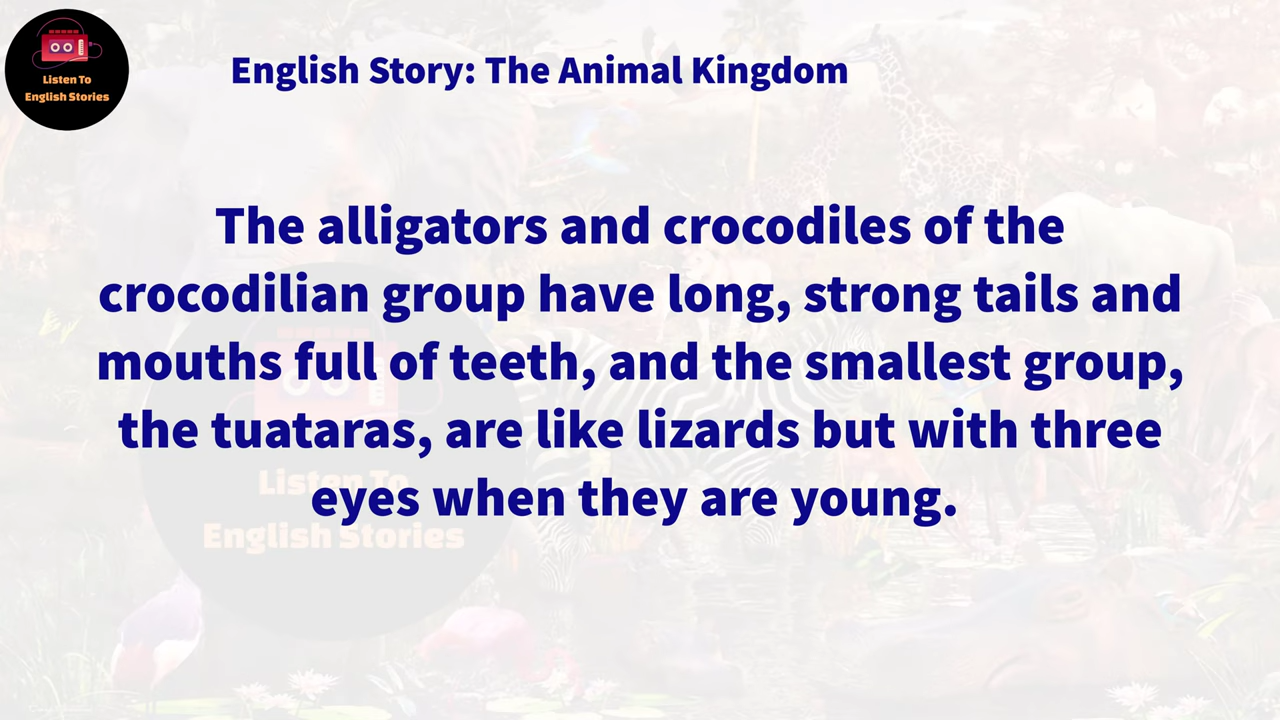 Listen To
English Stories
English Story: The Animal Kingdom
The alligators and crocodiles of the
crocodilian group have long, strong tails and
mouths full of teeth, and the smallest group,
the tuataras, are like lizards but with three
eyes when they are young.
Listen To
English Stories